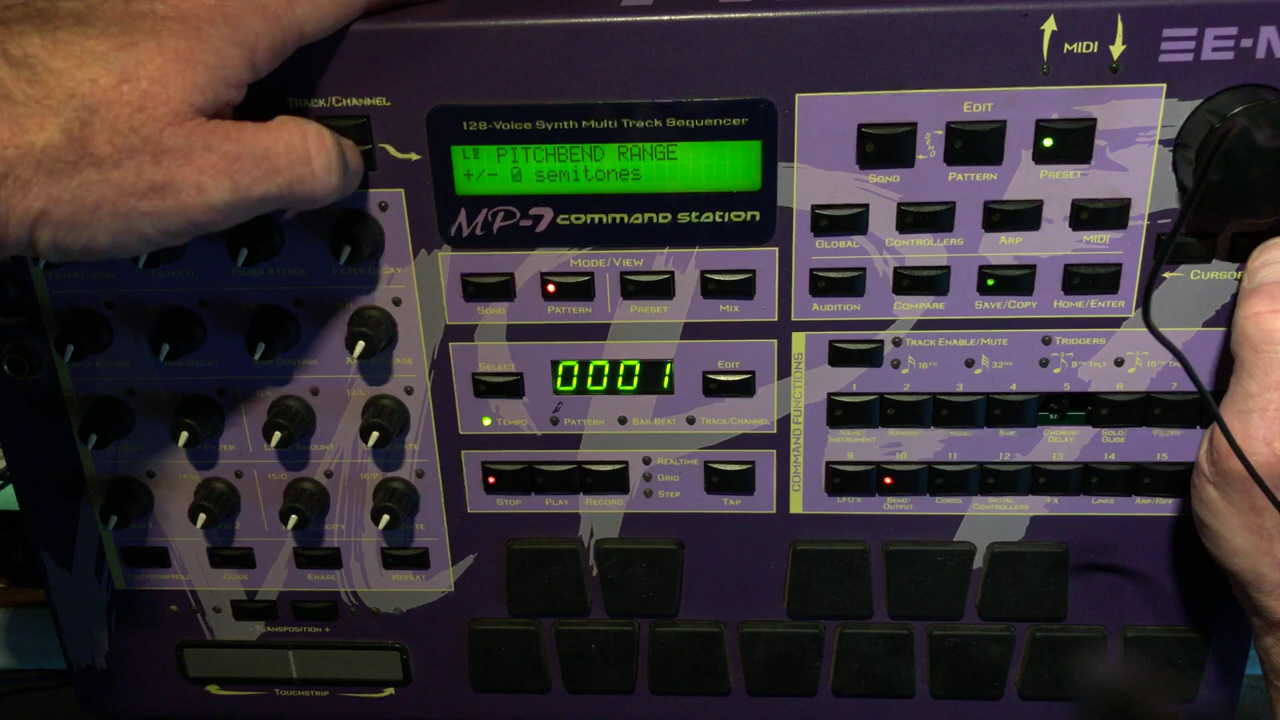 TRACK/CHANNEL
MIDI
E-M
128-Voice Synth Multi Track Sequencer
L2 PITCHBEND RANGE
+/- 0 semitones
MP-7 COMMAND STATION
EDIT
SONG PATTERN PRESET
GLOBAL CONTROLLERS ARP MIDI
AUDITION COMPARE SAVE/COPY HOME/ENTER
CURSOR
FILTER ATTACK FILTER DECAY
MODE/VIEW
SONG PATTERN PRESET MIX
SELECT 0001 EDIT
TEMPO PATTERN BAR:BEAT TRACK/CHANNEL
REALTIME
GRID
STEP
STOP PLAY RECORD TAP
COMMAND FUNCTIONS
TRACK ENABLE/MUTE TRIGGERS
16TH 32ND 8TH TPLT 16TH
1 2 3 4 5 6 7
NAME/INSTRUMENT CHORUS/DELAY SOLO/GLIDE FILTER
9 10 11 12 13 14 15
LFO'S BEND/OUTPUT CORDS INITIAL CONTROLLERS FX LINKS ARP/RIFF
ERASE REPEAT
TRANSPOSITION +
TOUCHSTRIP